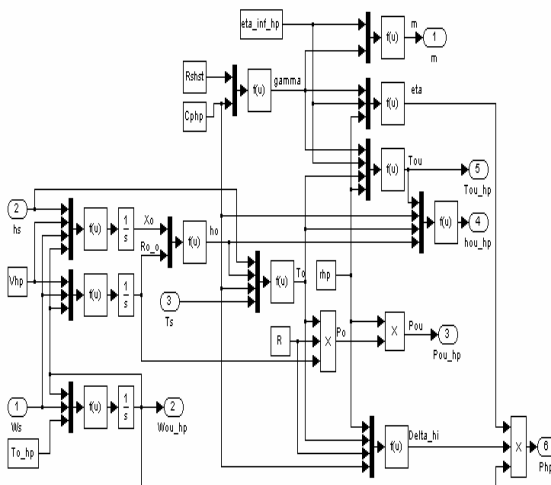 eta_inf_hp
m
1
m
Rshst
gamma
f(u)
f(u)
eta
Cphp
f(u)
Tou
f(u)
5
Tou_hp
2
hs
Xo
f(u)
1
s
ho
f(u)
f(u)
4
hou_hp
Ro_o
Vhp
f(u)
1
s
To
f(u)
rhp
3
Ts
X
Po
X
Pou
3
Pou_hp
R
1
Ws
f(u)
1
s
2
Wou_hp
To_hp
Delta_hi
f(u)
X
6
Php